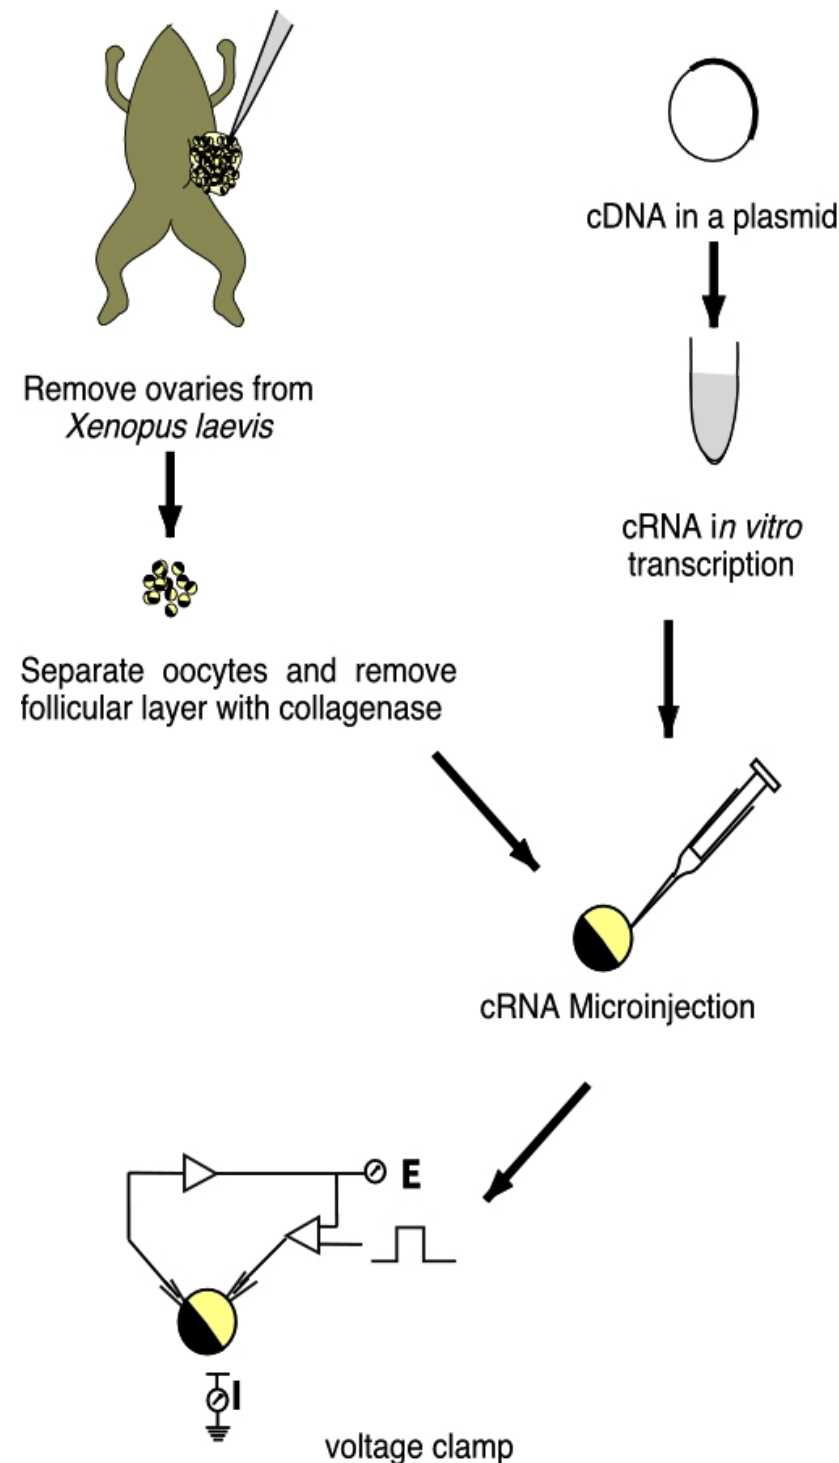 cDNA in a plasmid
Remove ovaries from
Xenopus laevis
cRNA in vitro
transcription
Separate oocytes and remove
follicular layer with collagenase
cRNA Microinjection
E
I
voltage clamp